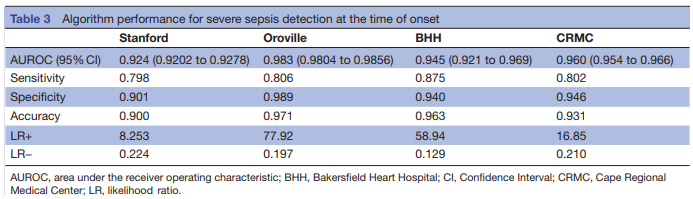 Table 3 Algorithm performance for severe sepsis detection at the time of onset
Stanford Oroville BHH CRMC
AUROC (95% CI) 0.924 (0.9202 to 0.9278) 0.983 (0.9804 to 0.9856) 0.945 (0.921 to 0.969) 0.960 (0.954 to 0.966)
Sensitivity 0.798 0.806 0.875 0.802
Specificity 0.901 0.989 0.940 0.946
Accuracy 0.900 0.971 0.963 0.931
LR+ 8.253 77.92 58.94 16.85
LR− 0.224 0.197 0.129 0.210
AUROC, area under the receiver operating characteristic; BHH, Bakersfield Heart Hospital; CI, Confidence Interval; CRMC, Cape Regional
Medical Center; LR, likelihood ratio.